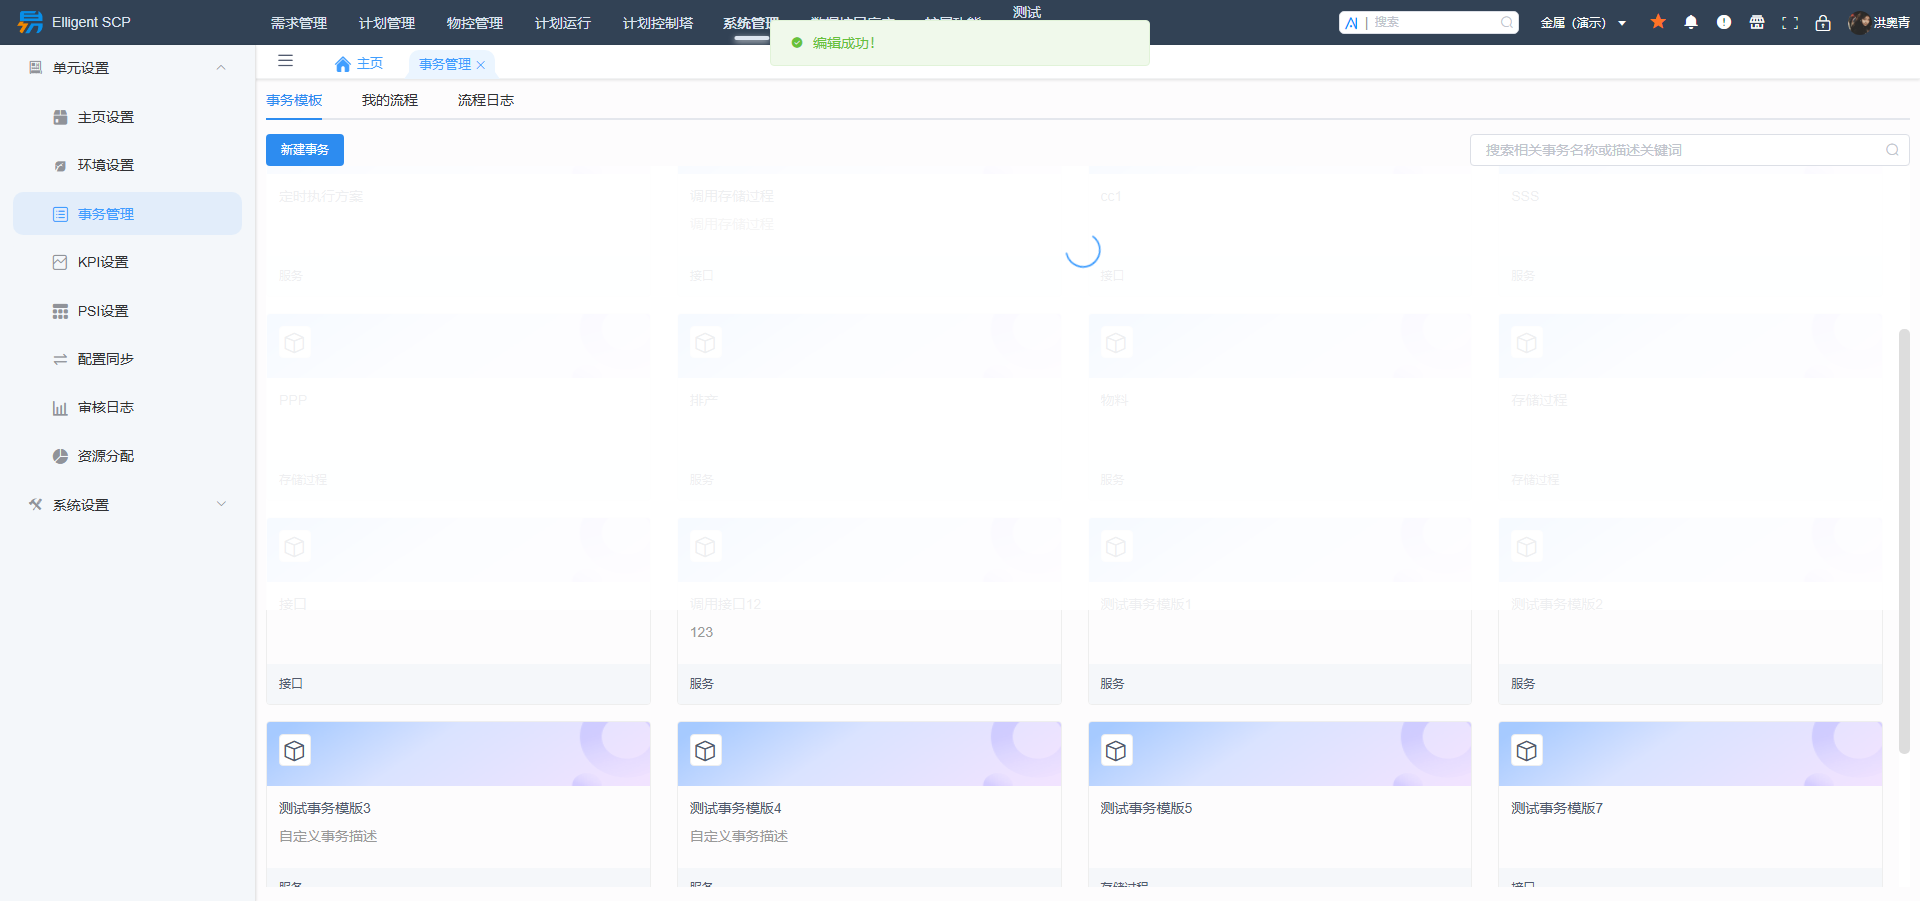 Elligent SCP
需求管理
计划管理
物控管理
计划运行
计划控制塔
系统管理
测试
AI | 搜索
金属（演示）
洪奥青
编辑成功！
单元设置
主页设置
环境设置
事务管理
KPI设置
PSI设置
配置同步
审核日志
资源分配
系统设置
主页
事务管理
事务模板
我的流程
流程日志
新建事务
搜索相关事务名称或描述关键词
定时执行方案
调用存储过程
cc1
SSS
调用存储过程
服务
接口
接口
服务
PPP
排产
物料
存储过程
存储过程
服务
服务
存储过程
接口
调用接口12
测试事务模版1
测试事务模版2
123
接口
服务
服务
服务
测试事务模版3
测试事务模版4
测试事务模版5
测试事务模版7
自定义事务描述
自定义事务描述
服务
服务
存储过程
接口